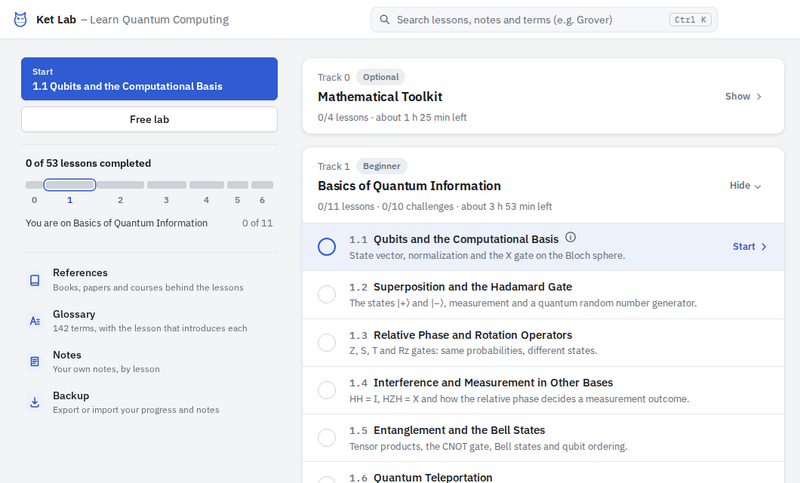 Ket Lab – Learn Quantum Computing
Search lessons, notes and terms (e.g. Grover)
Ctrl K
Start
1.1 Qubits and the Computational Basis
Free lab
0 of 53 lessons completed
0 1 2 3 4 5 6
You are on Basics of Quantum Information 0 of 11
References
Books, papers and courses behind the lessons
Glossary
142 terms, with the lesson that introduces each
Notes
Your own notes, by lesson
Backup
Export or import your progress and notes
Track 0 Optional
Mathematical Toolkit
Show
0/4 lessons · about 1 h 25 min left
Track 1 Beginner
Basics of Quantum Information
Hide
0/11 lessons · 0/10 challenges · about 3 h 53 min left
1.1 Qubits and the Computational Basis
State vector, normalization and the X gate on the Bloch sphere.
Start
1.2 Superposition and the Hadamard Gate
The states |+⟩ and |−⟩, measurement and a quantum random number generator.
1.3 Relative Phase and Rotation Operators
Z, S, T and Rz gates: same probabilities, different states.
1.4 Interference and Measurement in Other Bases
HH = I, HZH = X and how the relative phase decides a measurement outcome.
1.5 Entanglement and the Bell States
Tensor products, the CNOT gate, Bell states and qubit ordering.
1.6 Quantum Teleportation